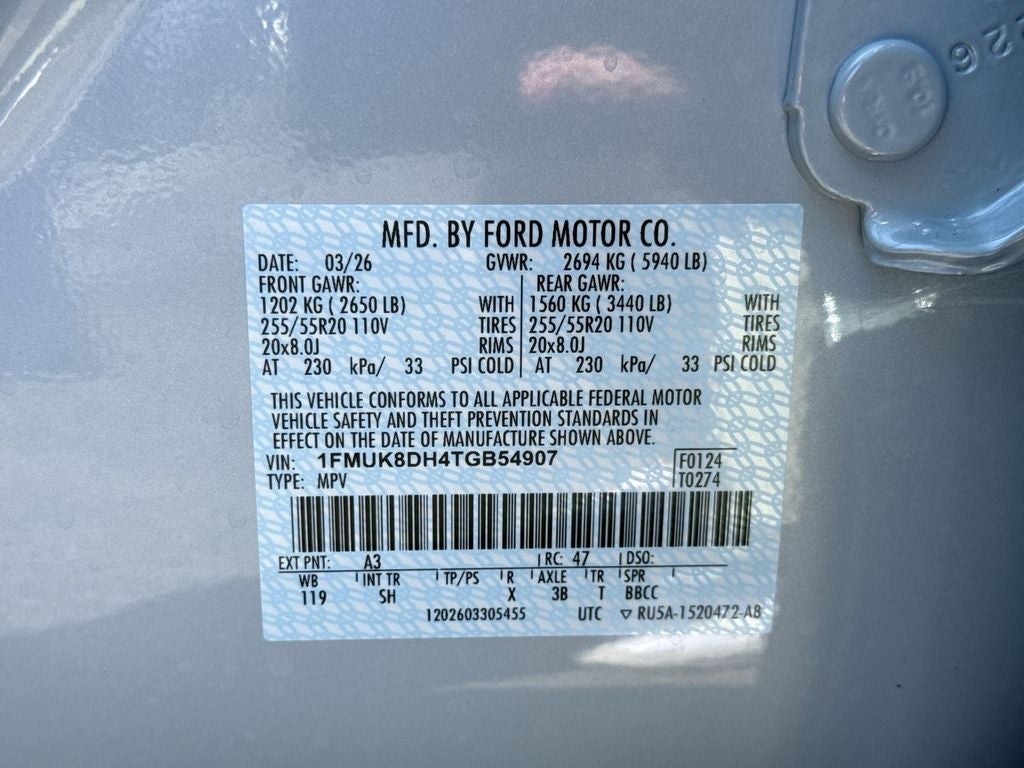 226
MFD. BY FORD MOTOR CO.
DATE: 03/26 GVWR: 2694 KG ( 5940 LB)
FRONT GAWR: REAR GAWR:
1202 KG ( 2650 LB) WITH 1560 KG ( 3440 LB) WITH
255/55R20 110V TIRES 255/55R20 110V TIRES
20x8.0J RIMS 20x8.0J RIMS
AT 230 kPa/ 33 PSI COLD AT 230 kPa/ 33 PSI COLD
THIS VEHICLE CONFORMS TO ALL APPLICABLE FEDERAL MOTOR
VEHICLE SAFETY AND THEFT PREVENTION STANDARDS IN
EFFECT ON THE DATE OF MANUFACTURE SHOWN ABOVE.
VIN: 1FMUK8DH4TGB54907 F0124
TYPE: MPV T0274
EXT PNT: A3 RC: 47 DSO:
WB INT TR TP/PS R AXLE TR SPR
119 SH X 3B T BBCC
1202603305455 UTC ▽ RU5A-1520472-AB